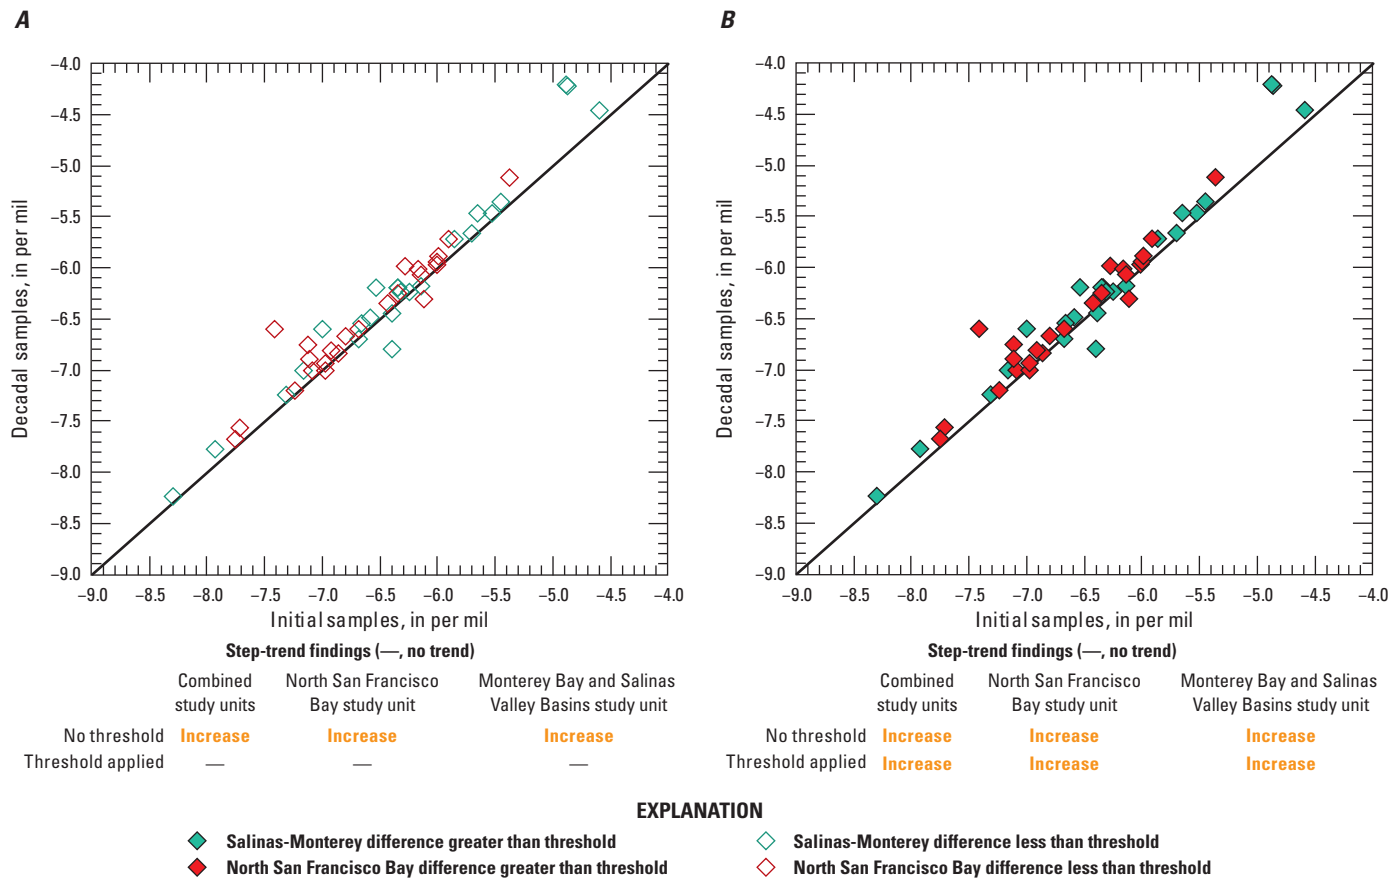 A
B
Decadal samples, in per mil
–4.0
–4.5
–5.0
–5.5
–6.0
–6.5
–7.0
–7.5
–8.0
–8.5
–9.0
–9.0 –8.5 –8.0 –7.5 –7.0 –6.5 –6.0 –5.5 –5.0 –4.5 –4.0
Initial samples, in per mil
Step-trend findings (—, no trend)
Combined study units
North San Francisco Bay study unit
Monterey Bay and Salinas Valley Basins study unit
No threshold Increase Increase Increase
Threshold applied — — —
Decadal samples, in per mil
–4.0
–4.5
–5.0
–5.5
–6.0
–6.5
–7.0
–7.5
–8.0
–8.5
–9.0
–9.0 –8.5 –8.0 –7.5 –7.0 –6.5 –6.0 –5.5 –5.0 –4.5 –4.0
Initial samples, in per mil
Step-trend findings (—, no trend)
Combined study units
North San Francisco Bay study unit
Monterey Bay and Salinas Valley Basins study unit
No threshold Increase Increase Increase
Threshold applied Increase Increase Increase
EXPLANATION
Salinas-Monterey difference greater than threshold
North San Francisco Bay difference greater than threshold
Salinas-Monterey difference less than threshold
North San Francisco Bay difference less than threshold